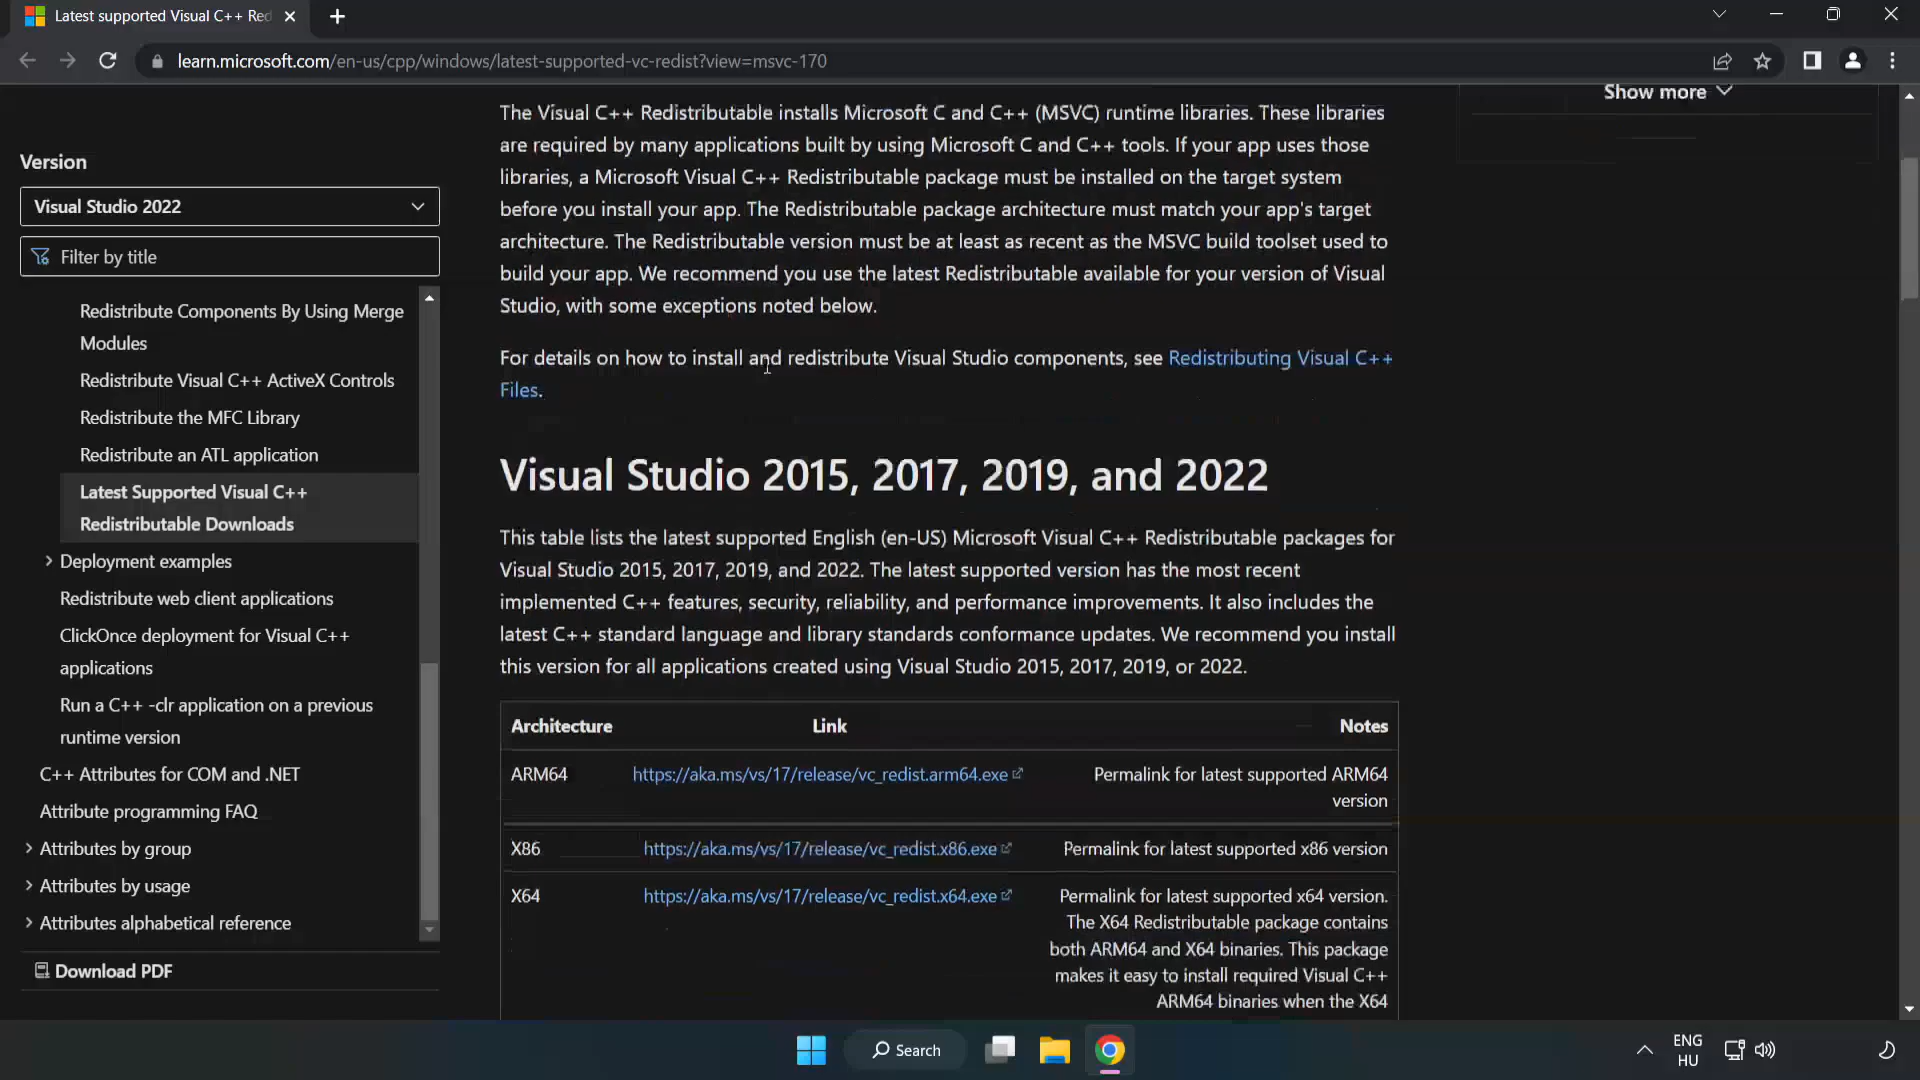 Latest supported Visual C++ Red
learn.microsoft.com/en-us/cpp/windows/latest-supported-vc-redist?view=msvc-170
Show more
Version
Visual Studio 2022
Filter by title
Redistribute Components By Using Merge
Modules
Redistribute Visual C++ ActiveX Controls
Redistribute the MFC Library
Redistribute an ATL application
Latest Supported Visual C++
Redistributable Downloads
Deployment examples
Redistribute web client applications
ClickOnce deployment for Visual C++
applications
Run a C++ -clr application on a previous
runtime version
C++ Attributes for COM and .NET
Attribute programming FAQ
Attributes by group
Attributes by usage
Attributes alphabetical reference
Download PDF
The Visual C++ Redistributable installs Microsoft C and C++ (MSVC) runtime libraries. These libraries
are required by many applications built by using Microsoft C and C++ tools. If your app uses those
libraries, a Microsoft Visual C++ Redistributable package must be installed on the target system
before you install your app. The Redistributable package architecture must match your app's target
architecture. The Redistributable version must be at least as recent as the MSVC build toolset used to
build your app. We recommend you use the latest Redistributable available for your version of Visual
Studio, with some exceptions noted below.
For details on how to install and redistribute Visual Studio components, see Redistributing Visual C++
Files.
Visual Studio 2015, 2017, 2019, and 2022
This table lists the latest supported English (en-US) Microsoft Visual C++ Redistributable packages for
Visual Studio 2015, 2017, 2019, and 2022. The latest supported version has the most recent
implemented C++ features, security, reliability, and performance improvements. It also includes the
latest C++ standard language and library standards conformance updates. We recommend you install
this version for all applications created using Visual Studio 2015, 2017, 2019, or 2022.
Architecture Link Notes
ARM64 https://aka.ms/vs/17/release/vc_redist.arm64.exe Permalink for latest supported ARM64
version
X86 https://aka.ms/vs/17/release/vc_redist.x86.exe Permalink for latest supported x86 version
X64 https://aka.ms/vs/17/release/vc_redist.x64.exe Permalink for latest supported x64 version.
The X64 Redistributable package contains
both ARM64 and X64 binaries. This package
makes it easy to install required Visual C++
ARM64 binaries when the X64
Search
ENG
HU